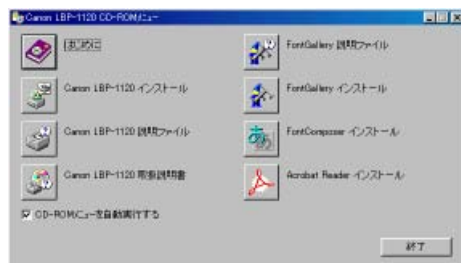 Canon LBP-1120 CD-ROMメニュー
はじめに
Canon LBP-1120 インストール
Canon LBP-1120 説明ファイル
Canon LBP-1120 取扱説明書
FontGallery 説明ファイル
FontGallery インストール
FontComposer インストール
Acrobat Reader インストール
CD-ROMメニューを自動実行する
終了